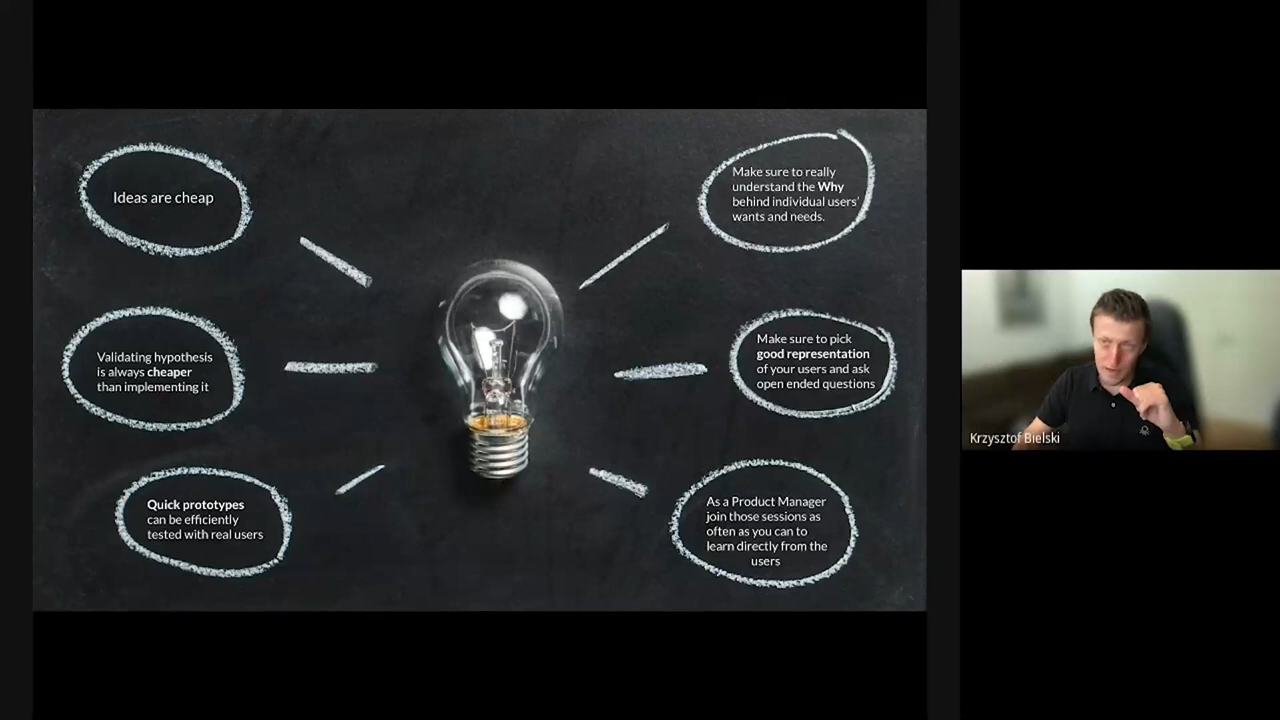 Ideas are cheap
Validating hypothesis
is always cheaper
than implementing it
Quick prototypes
can be efficiently
tested with real users
Make sure to really
understand the Why
behind individual users'
wants and needs.
Make sure to pick
good representation
of your users and ask
open ended questions
As a Product Manager
join those sessions as
often as you can to
learn directly from the
users
Krzysztof Bielski